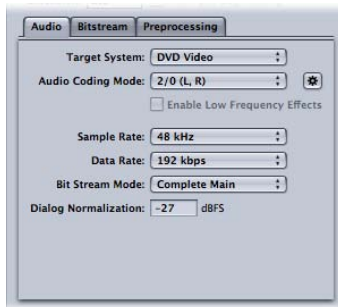 Audio Bitstream Preprocessing
Target System: DVD Video
Audio Coding Mode: 2/0 (L, R)
Enable Low Frequency Effects
Sample Rate: 48 kHz
Data Rate: 192 kbps
Bit Stream Mode: Complete Main
Dialog Normalization: -27 dBFS